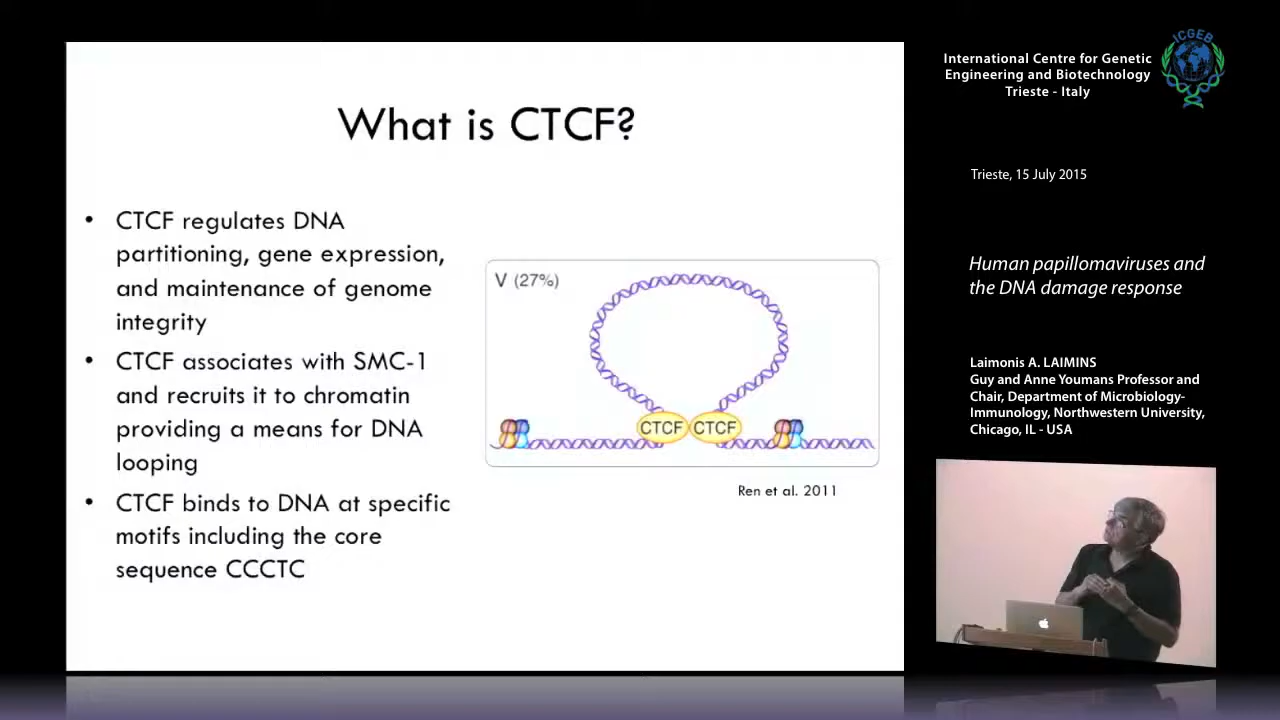 What is CTCF?
• CTCF regulates DNA
partitioning, gene expression,
and maintenance of genome
integrity
• CTCF associates with SMC-1
and recruits it to chromatin
providing a means for DNA
looping
• CTCF binds to DNA at specific
motifs including the core
sequence CCCTC
V (27%)
CTCF CTCF
Ren et al. 2011
International Centre for Genetic
Engineering and Biotechnology
Trieste - Italy
ICGEB
Trieste, 15 July 2015
Human papillomaviruses and
the DNA damage response
Laimonis A. LAIMINS
Guy and Anne Youmans Professor and
Chair, Department of Microbiology-
Immunology, Northwestern University,
Chicago, IL - USA